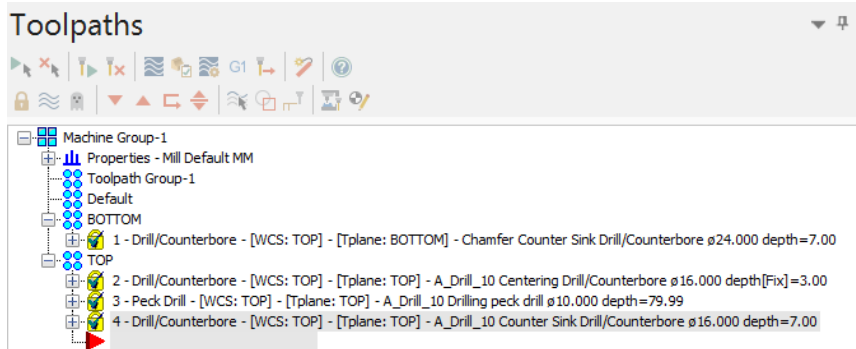 Toolpaths
G1
Machine Group-1
Properties - Mill Default MM
Toolpath Group-1
Default
BOTTOM
1 - Drill/Counterbore - [WCS: TOP] - [Tplane: BOTTOM] - Chamfer Counter Sink Drill/Counterbore ø24.000 depth=7.00
TOP
2 - Drill/Counterbore - [WCS: TOP] - [Tplane: TOP] - A_Drill_10 Centering Drill/Counterbore ø16.000 depth[Fix]=3.00
3 - Peck Drill - [WCS: TOP] - [Tplane: TOP] - A_Drill_10 Drilling peck drill ø10.000 depth=79.99
4 - Drill/Counterbore - [WCS: TOP] - [Tplane: TOP] - A_Drill_10 Counter Sink Drill/Counterbore ø16.000 depth=7.00